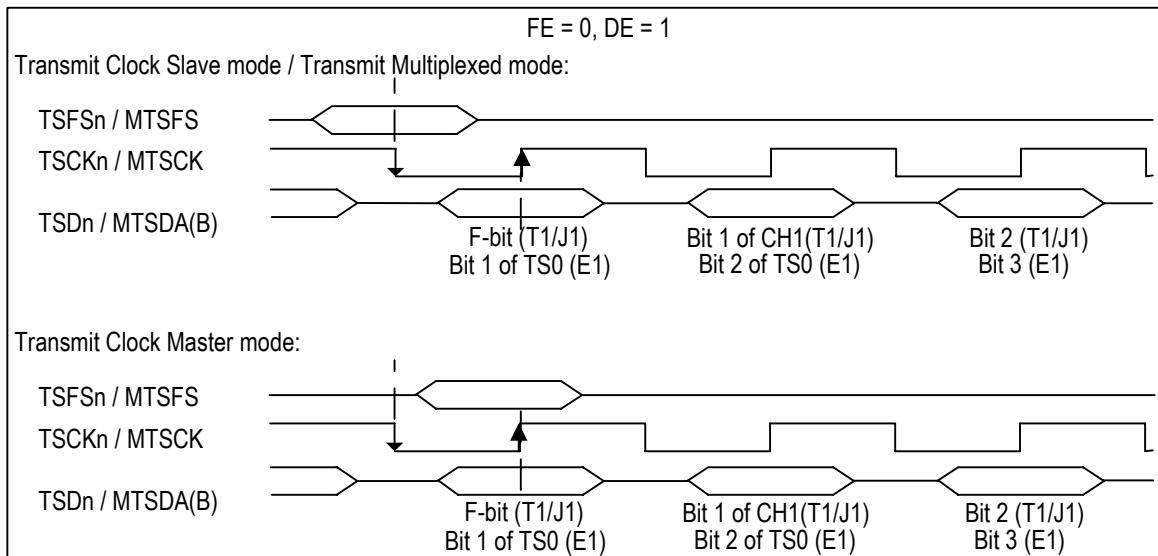 FE = 0, DE = 1
Transmit Clock Slave mode / Transmit Multiplexed mode:
TSFSn / MTSFS
TSCKn / MTSCK
TSDn / MTSDA(B)
F-bit (T1/J1)
Bit 1 of TS0 (E1)
Bit 1 of CH1(T1/J1)
Bit 2 of TS0 (E1)
Bit 2 (T1/J1)
Bit 3 (E1)
Transmit Clock Master mode:
TSFSn / MTSFS
TSCKn / MTSCK
TSDn / MTSDA(B)
F-bit (T1/J1)
Bit 1 of TS0 (E1)
Bit 1 of CH1(T1/J1)
Bit 2 of TS0 (E1)
Bit 2 (T1/J1)
Bit 3 (E1)